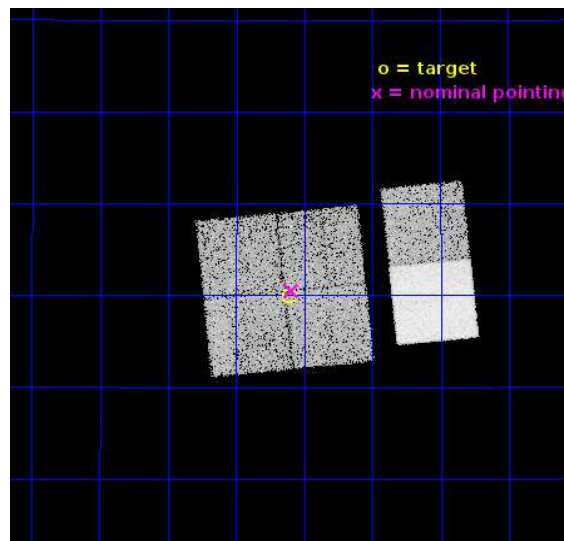 o = target
x = nominal pointing